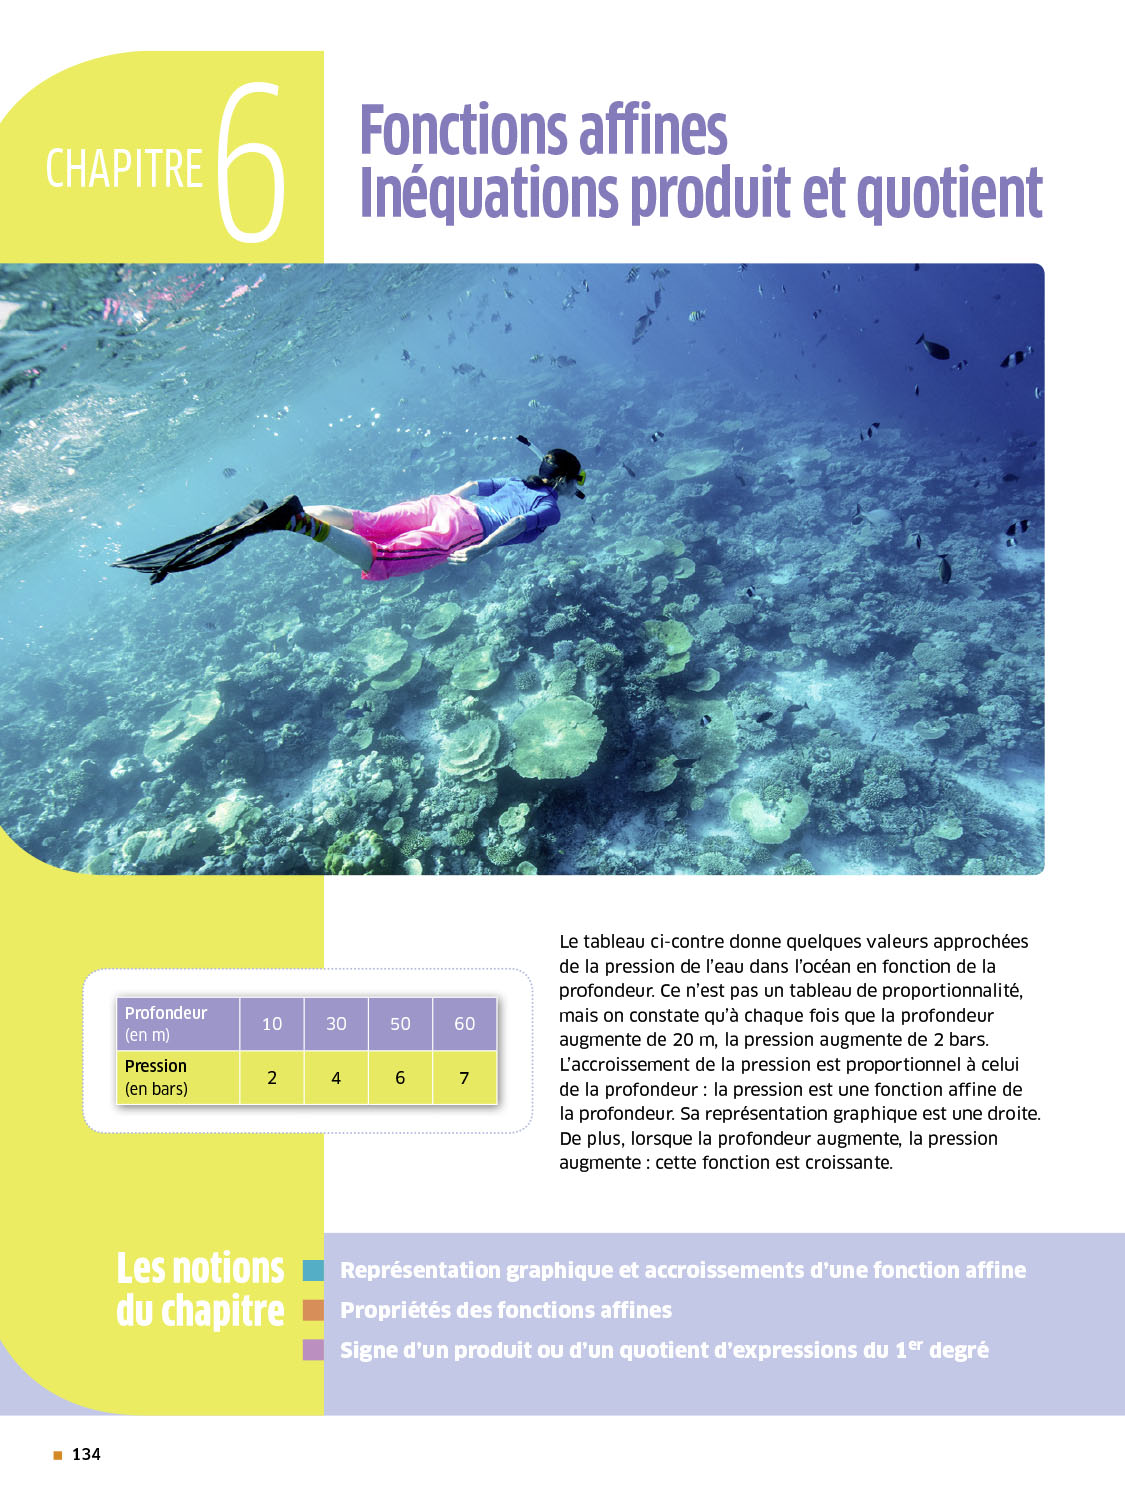 CHAPITRE 6
Fonctions affines
Inéquations produit et quotient
Le tableau ci-contre donne quelques valeurs approchées
de la pression de l’eau dans l’océan en fonction de la
profondeur. Ce n’est pas un tableau de proportionnalité,
mais on constate qu’à chaque fois que la profondeur
augmente de 20 m, la pression augmente de 2 bars.
L’accroissement de la pression est proportionnel à celui
de la profondeur : la pression est une fonction affine de
la profondeur. Sa représentation graphique est une droite.
De plus, lorsque la profondeur augmente, la pression
augmente : cette fonction est croissante.
Profondeur
(en m) 10 30 50 60
Pression
(en bars) 2 4 6 7
Les notions
du chapitre
Représentation graphique et accroissements d’une fonction affine
Propriétés des fonctions affines
Signe d’un produit ou d’un quotient d’expressions du 1er degré
134